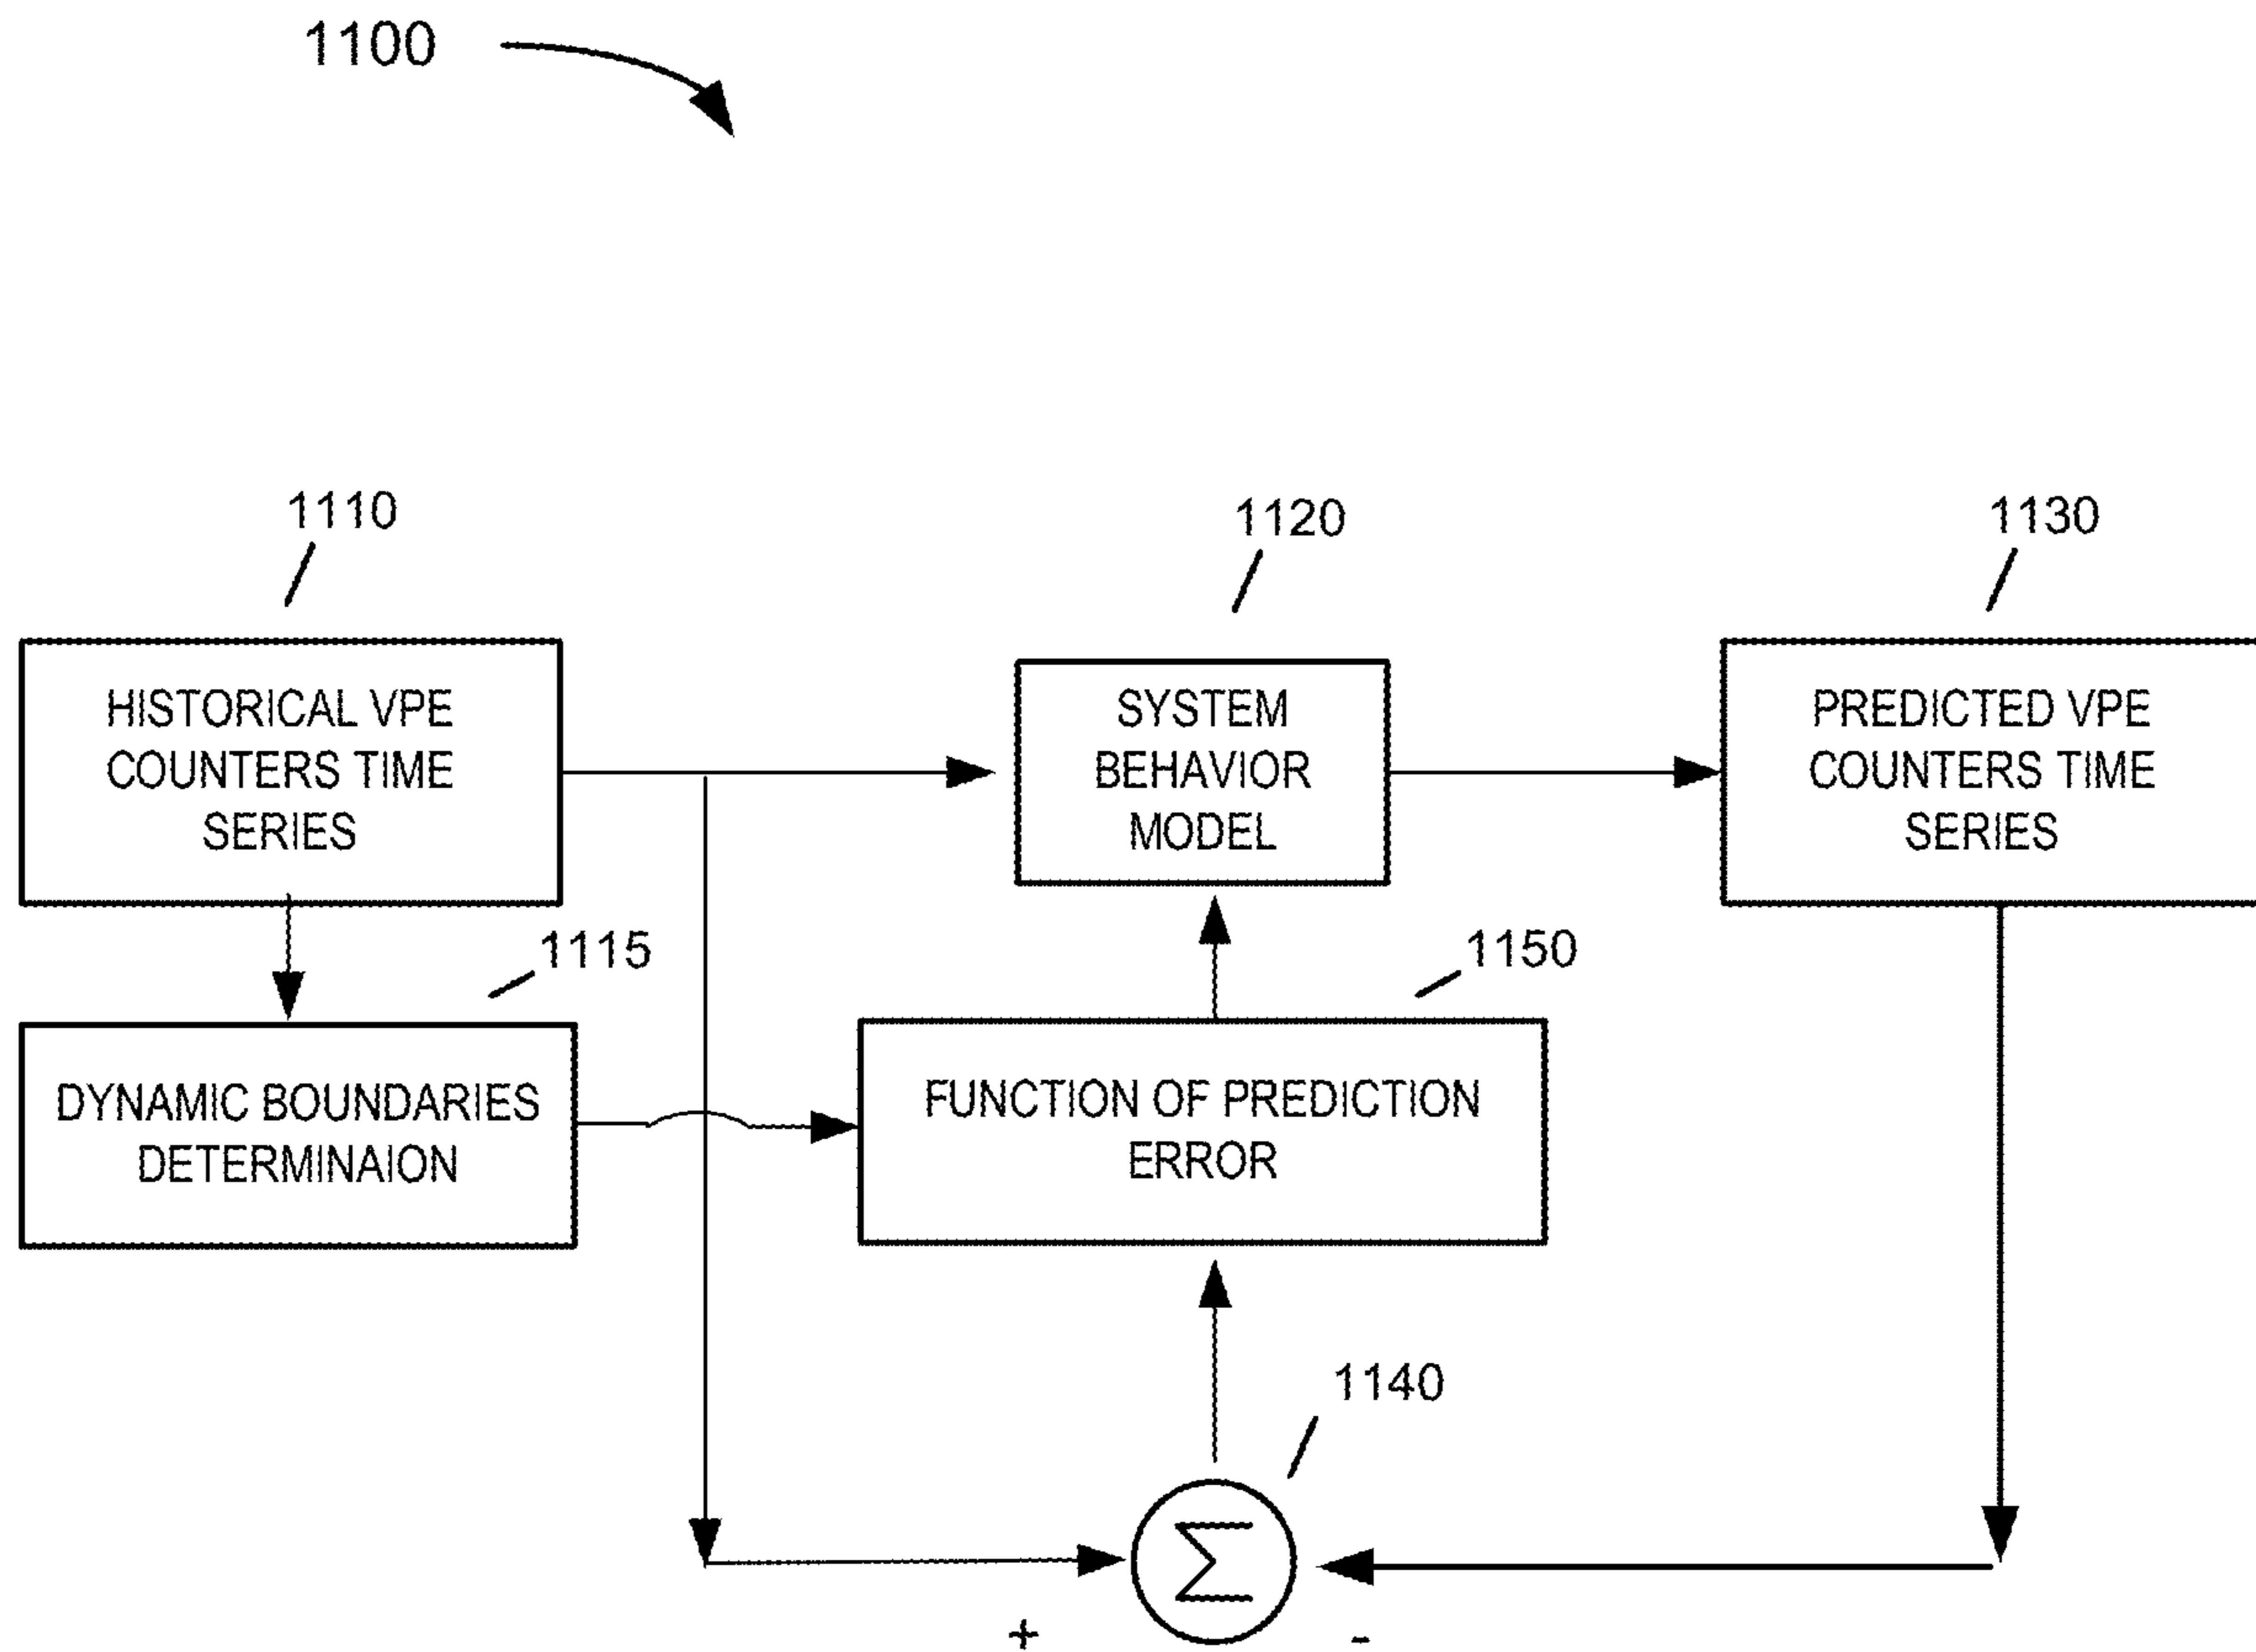 1100
1110
1120
1130
HISTORICAL VPE
COUNTERS TIME
SERIES
SYSTEM
BEHAVIOR
MODEL
PREDICTED VPE
COUNTERS TIME
SERIES
1115
1150
DYNAMIC BOUNDARIES
DETERMINAION
FUNCTION OF PREDICTION
ERROR
1140
Σ
+
-